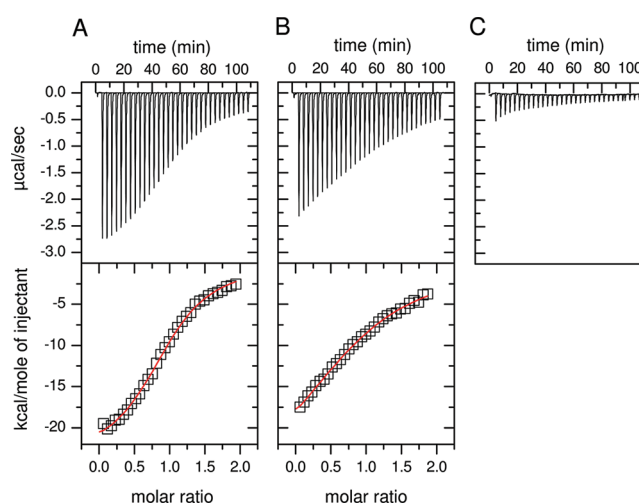 A
B
C
time (min)
time (min)
time (min)
0 20 40 60 80 100
0 20 40 60 80 100
0 20 40 60 80 100
0.0
-0.5
-1.0
-1.5
-2.0
-2.5
-3.0
µcal/sec
-5
-10
-15
-20
kcal/mole of injectant
0.0 0.5 1.0 1.5 2.0
0.0 0.5 1.0 1.5 2.0
molar ratio
molar ratio